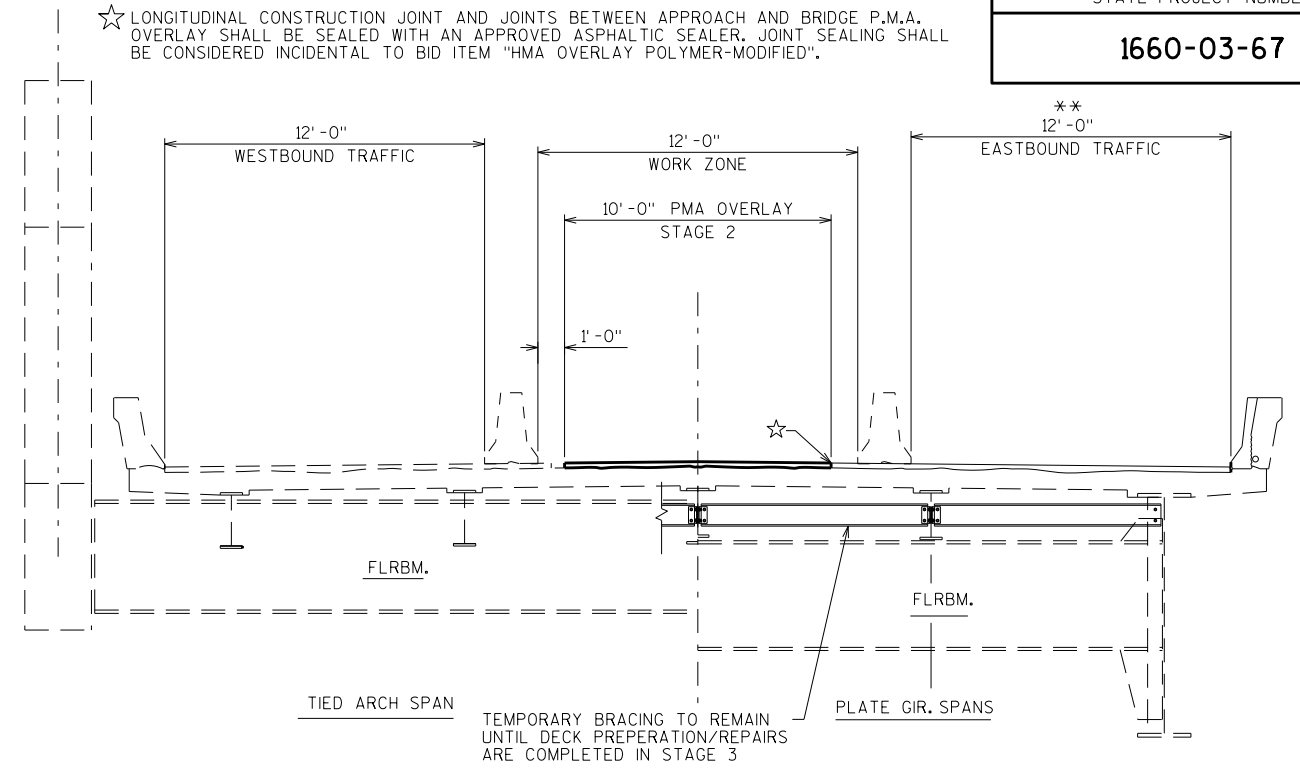 ☆ LONGITUDINAL CONSTRUCTION JOINT AND JOINTS BETWEEN APPROACH AND BRIDGE P.M.A.
OVERLAY SHALL BE SEALED WITH AN APPROVED ASPHALTIC SEALER. JOINT SEALING SHALL
BE CONSIDERED INCIDENTAL TO BID ITEM "HMA OVERLAY POLYMER-MODIFIED".
STATE PROJECT NUMBER
1660-03-67
12'-0"
WESTBOUND TRAFFIC
12'-0"
WORK ZONE
**
12'-0"
EASTBOUND TRAFFIC
10'-0" PMA OVERLAY
STAGE 2
1'-0"
☆
FLRBM.
FLRBM.
TIED ARCH SPAN
TEMPORARY BRACING TO REMAIN
UNTIL DECK PREPERATION/REPAIRS
ARE COMPLETED IN STAGE 3
PLATE GIR. SPANS